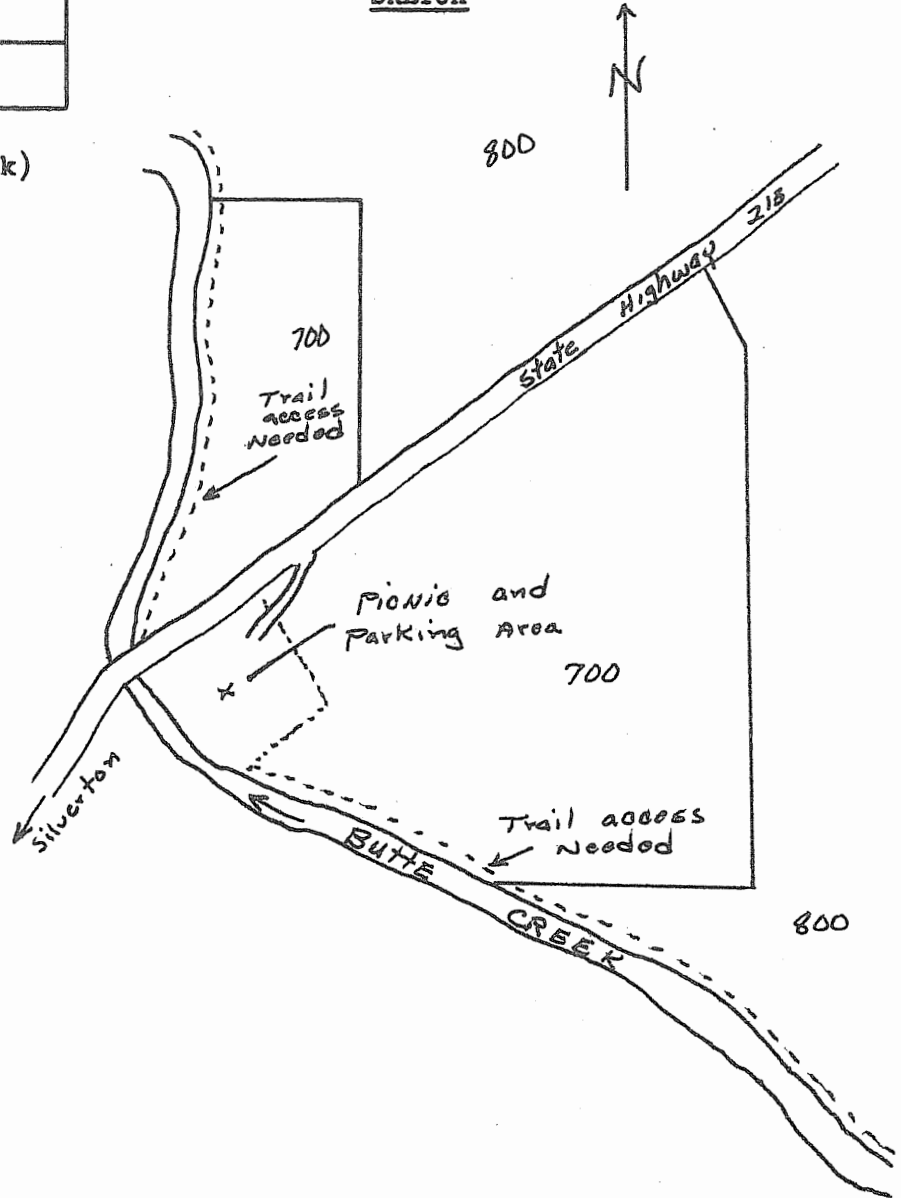 N
k)
800
State Highway 218
700
Trail
access
Needed
Picnic and
Parking Area
700
Silverton
Trail access
Needed
BUTTE
CREEK
800